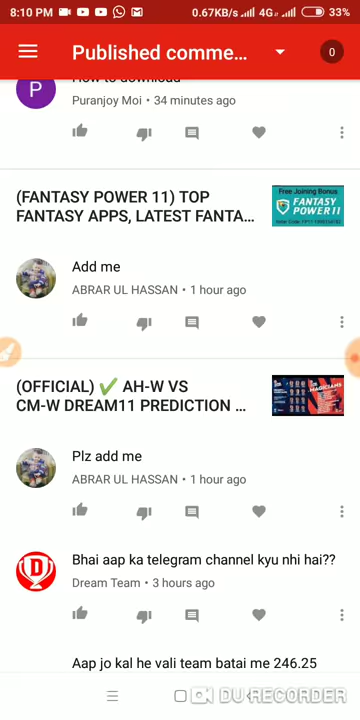 8:10 PM
0.67KB/s 4G 33%
Published comme...
0
How to download
P
Puranjoy Moi • 34 minutes ago
(FANTASY POWER 11) TOP
FANTASY APPS, LATEST FANTA...
Free Joining Bonus
FANTASY
POWER11
Add me
ABRAR UL HASSAN • 1 hour ago
(OFFICIAL) ✔ AH-W VS
CM-W DREAM11 PREDICTION ...
MAGICIANS
Plz add me
ABRAR UL HASSAN • 1 hour ago
D
Bhai aap ka telegram channel kyu nhi hai??
Dream Team • 3 hours ago
Aap jo kal he vali team batai me 246.25
DU RECORDER